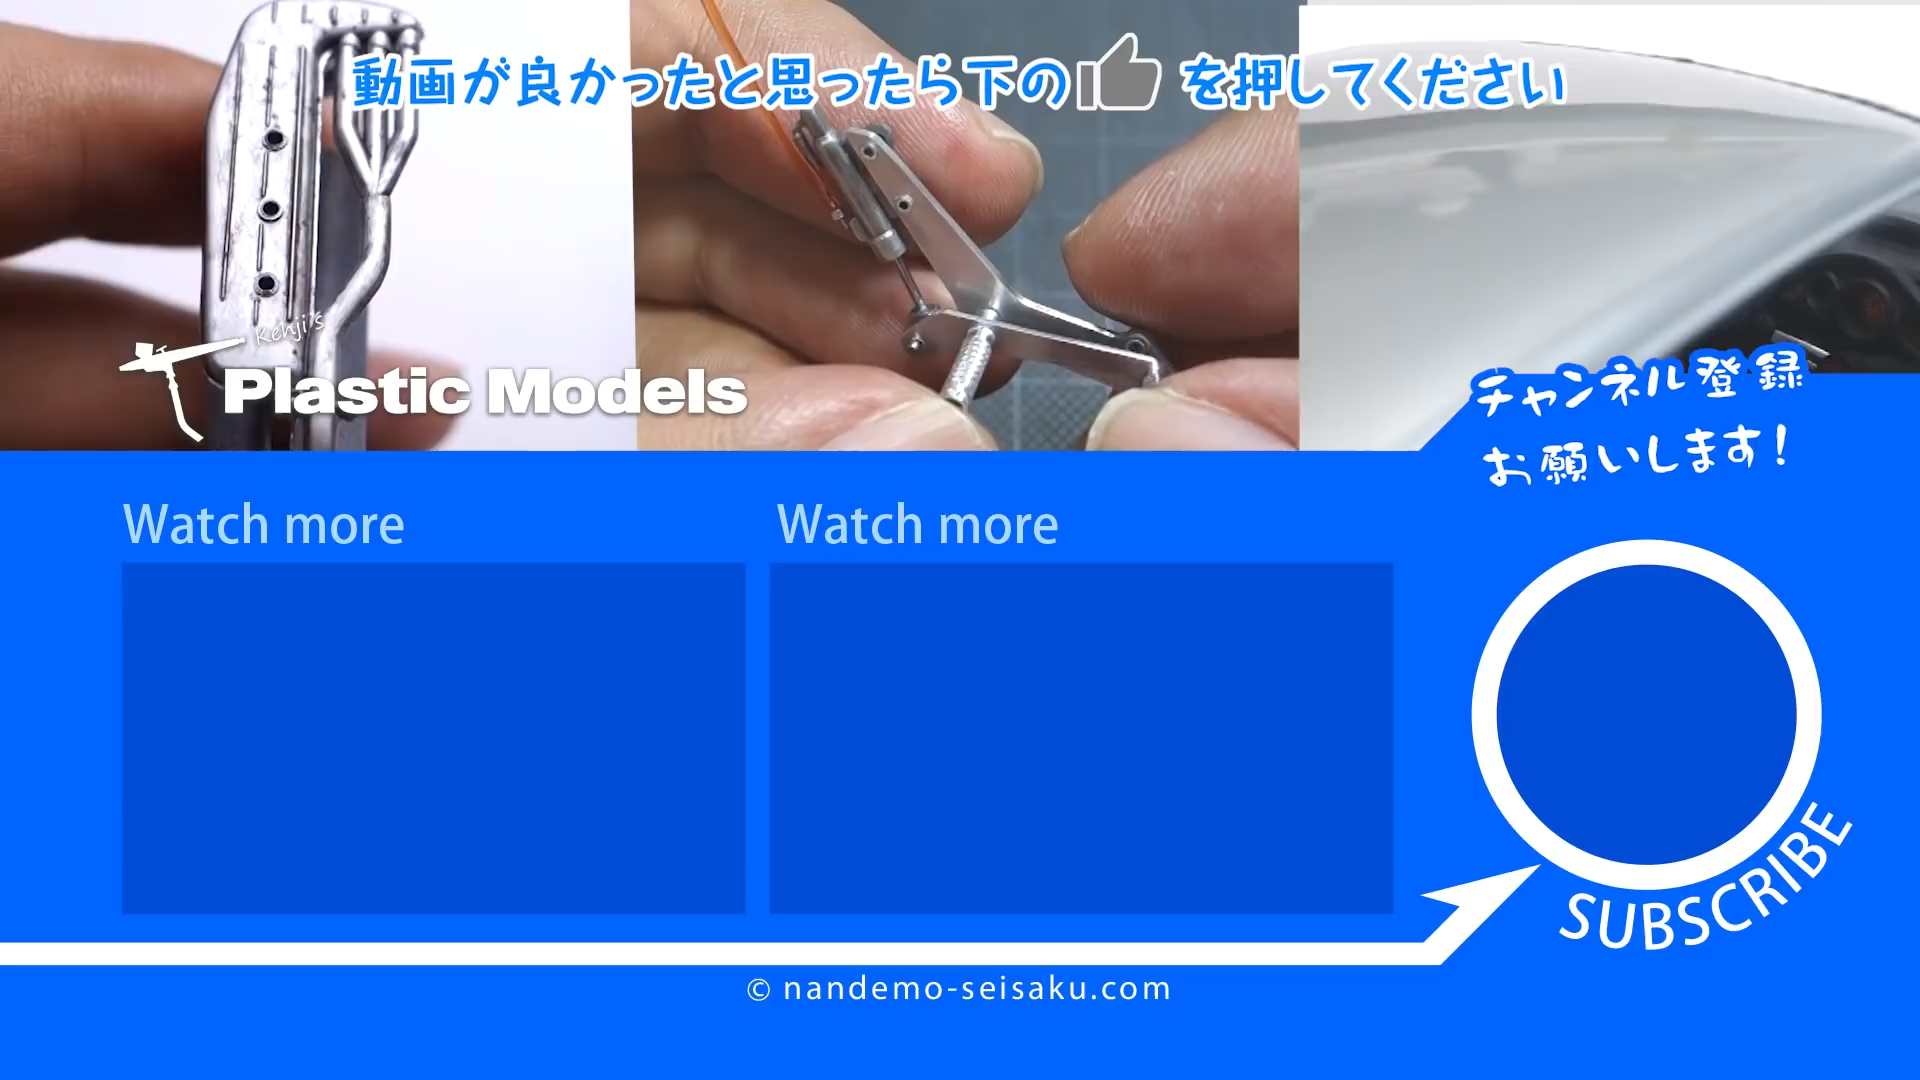 動画が良かったと思ったら下の を押してください
Kenji's
Plastic Models
チャンネル登録
お願いします!
Watch more
Watch more
SUBSCRIBE
© nandemo-seisaku.com